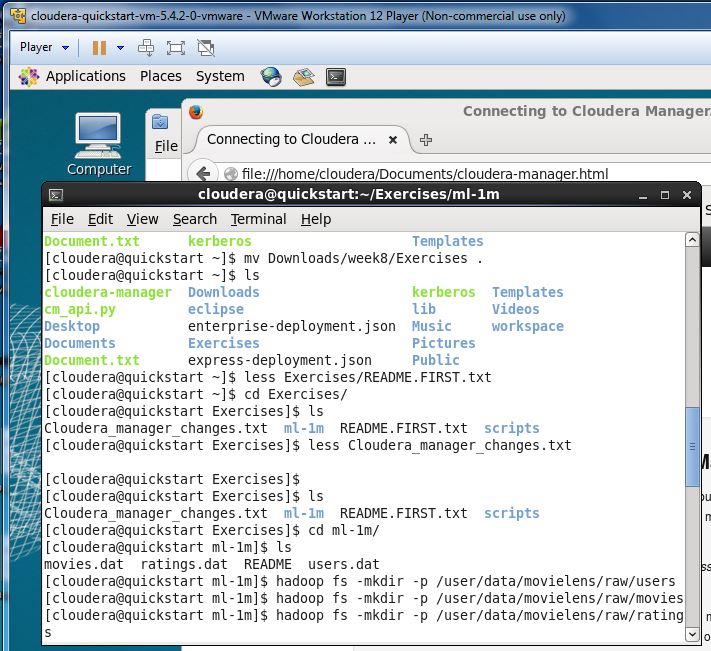 cloudera-quickstart-vm-5.4.2-0-vmware - VMware Workstation 12 Player (Non-commercial use only)
Player
Applications Places System
Computer
File
Connecting to Cloudera Manager.
Connecting to Cloudera ...
file:///home/cloudera/Documents/cloudera-manager.html
cloudera@quickstart:~/Exercises/ml-1m
File Edit View Search Terminal Help
Document.txt kerberos Templates
[cloudera@quickstart ~]$ mv Downloads/week8/Exercises .
[cloudera@quickstart ~]$ ls
cloudera-manager Downloads kerberos Templates
cm_api.py eclipse lib Videos
Desktop enterprise-deployment.json Music workspace
Documents Exercises Pictures
Document.txt express-deployment.json Public
[cloudera@quickstart ~]$ less Exercises/README.FIRST.txt
[cloudera@quickstart ~]$ cd Exercises/
[cloudera@quickstart Exercises]$ ls
Cloudera_manager_changes.txt ml-1m README.FIRST.txt scripts
[cloudera@quickstart Exercises]$ less Cloudera_manager_changes.txt
[cloudera@quickstart Exercises]$
[cloudera@quickstart Exercises]$ ls
Cloudera_manager_changes.txt ml-1m README.FIRST.txt scripts
[cloudera@quickstart Exercises]$ cd ml-1m/
[cloudera@quickstart ml-1m]$ ls
movies.dat ratings.dat README users.dat
[cloudera@quickstart ml-1m]$ hadoop fs -mkdir -p /user/data/movielens/raw/users
[cloudera@quickstart ml-1m]$ hadoop fs -mkdir -p /user/data/movielens/raw/movies
[cloudera@quickstart ml-1m]$ hadoop fs -mkdir -p /user/data/movielens/raw/rating
s